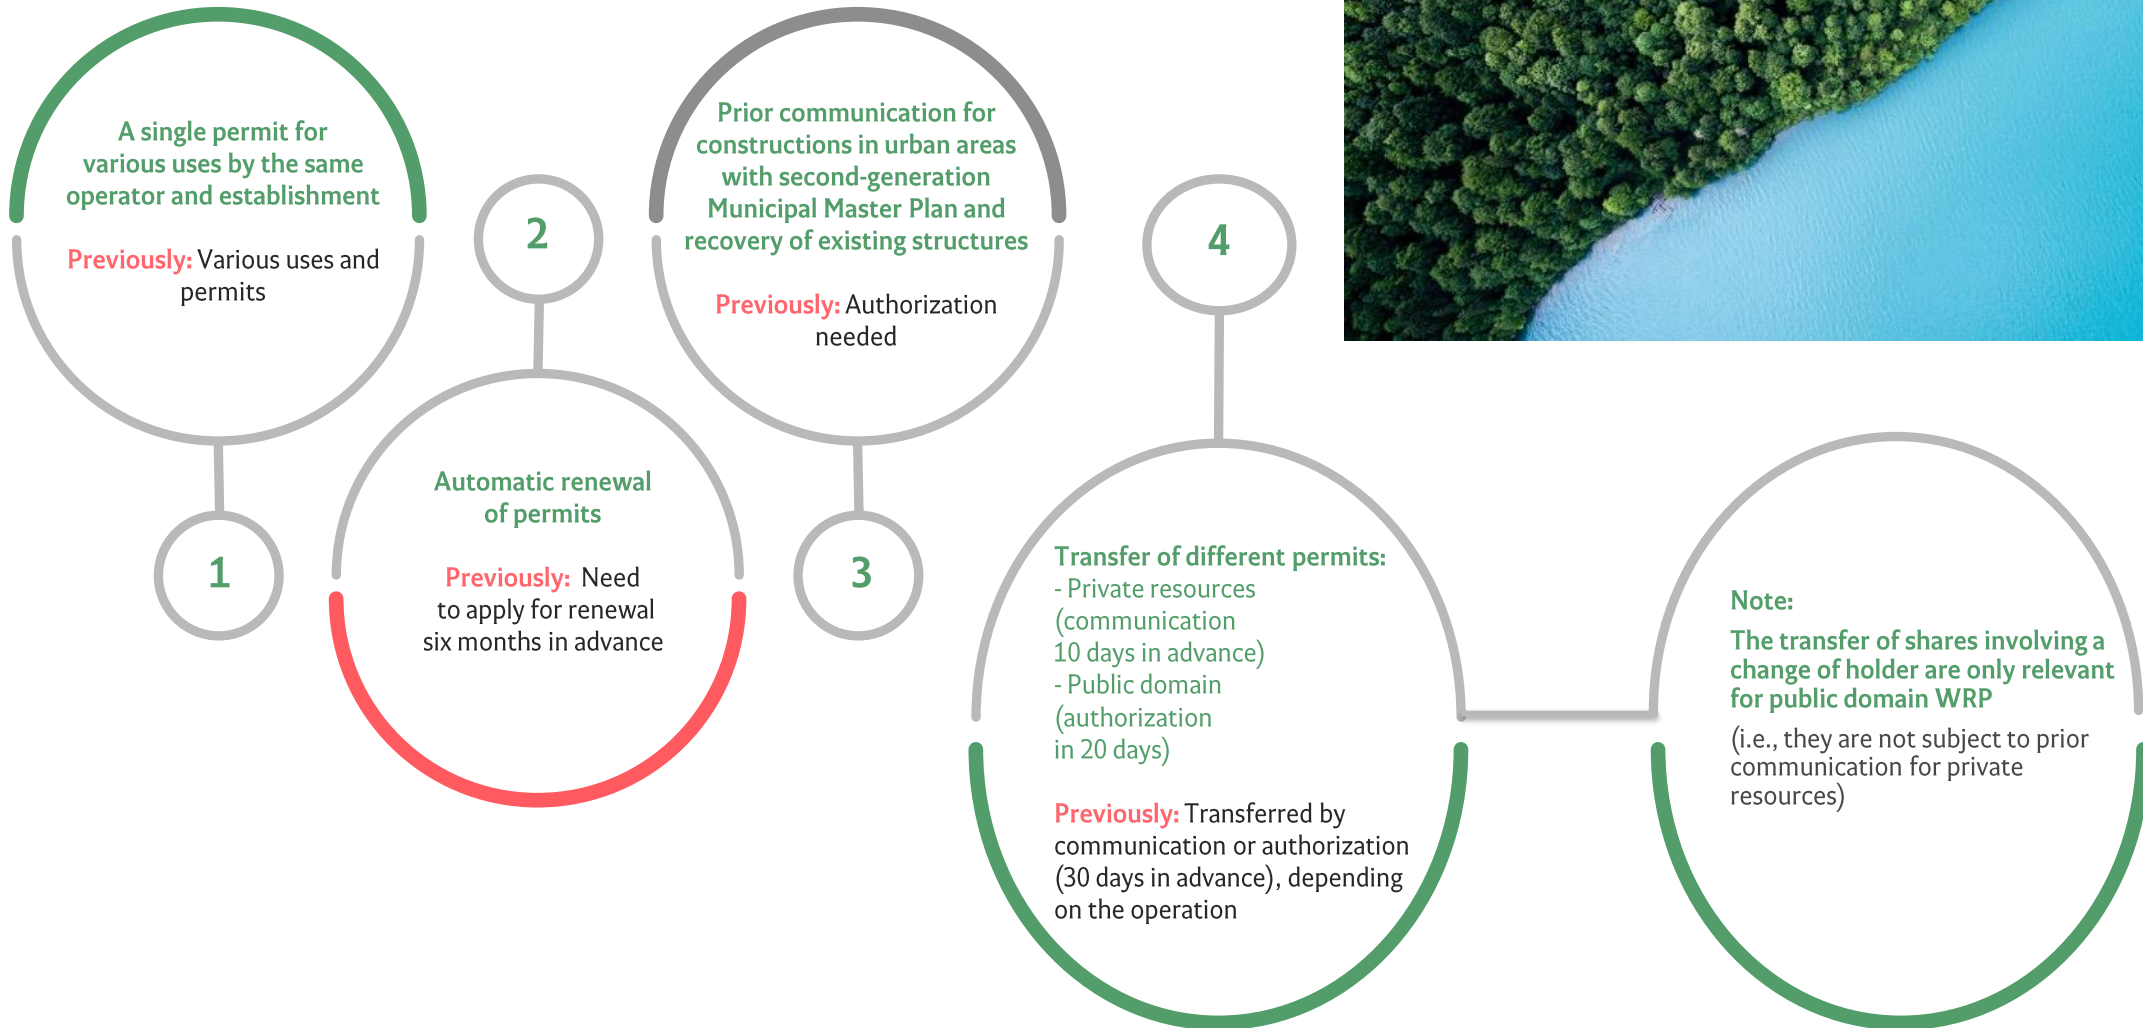 A single permit for
various uses by the same
operator and establishment
Previously: Various uses and
permits
1
2
Automatic renewal
of permits
Previously: Need
to apply for renewal
six months in advance
Prior communication for
constructions in urban areas
with second-generation
Municipal Master Plan and
recovery of existing structures
Previously: Authorization
needed
3
4
Transfer of different permits:
- Private resources
(communication
10 days in advance)
- Public domain
(authorization
in 20 days)
Previously: Transferred by
communication or authorization
(30 days in advance), depending
on the operation
Note:
The transfer of shares involving a
change of holder are only relevant
for public domain WRP
(i.e., they are not subject to prior
communication for private
resources)